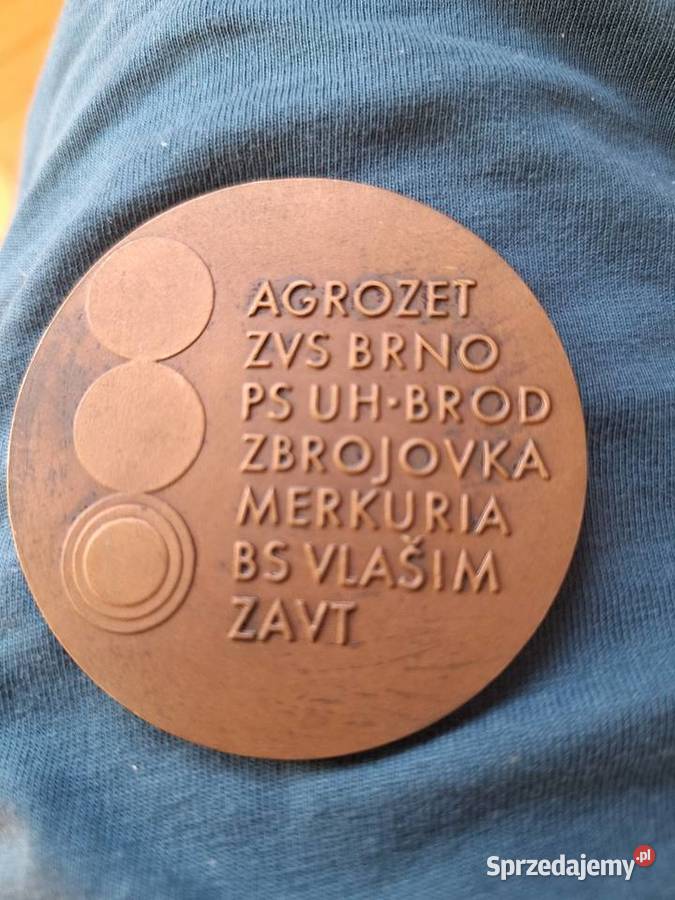 AGROZET
ZVS BRNO
PS UH·BROD
ZBROJOVKA
MERKURIA
BS VLAŠIM
ZAVT
Sprzedajemy.pl